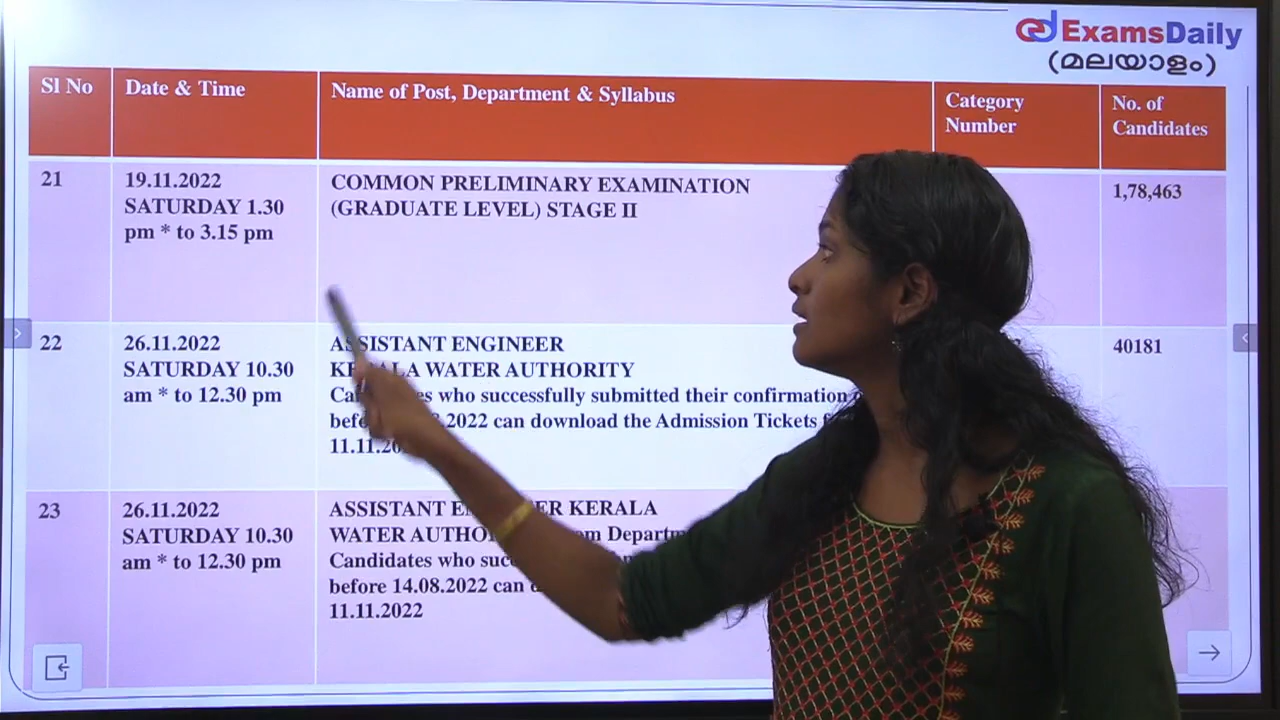 ExamsDaily
(മലയാളം)
Sl No
Date & Time
Name of Post, Department & Syllabus
Category
Number
No. of
Candidates
21
19.11.2022
SATURDAY 1.30
pm * to 3.15 pm
COMMON PRELIMINARY EXAMINATION
(GRADUATE LEVEL) STAGE II
1,78,463
22
26.11.2022
SATURDAY 10.30
am * to 12.30 pm
ASSISTANT ENGINEER
WATER AUTHORITY
who successfully submitted their confirmation
2022 can download the Admission Tickets
40181
23
26.11.2022
SATURDAY 10.30
am * to 12.30 pm
ASSISTANT KERALA
WATER
Candidates who
before 14.08.2022 can
11.11.2022